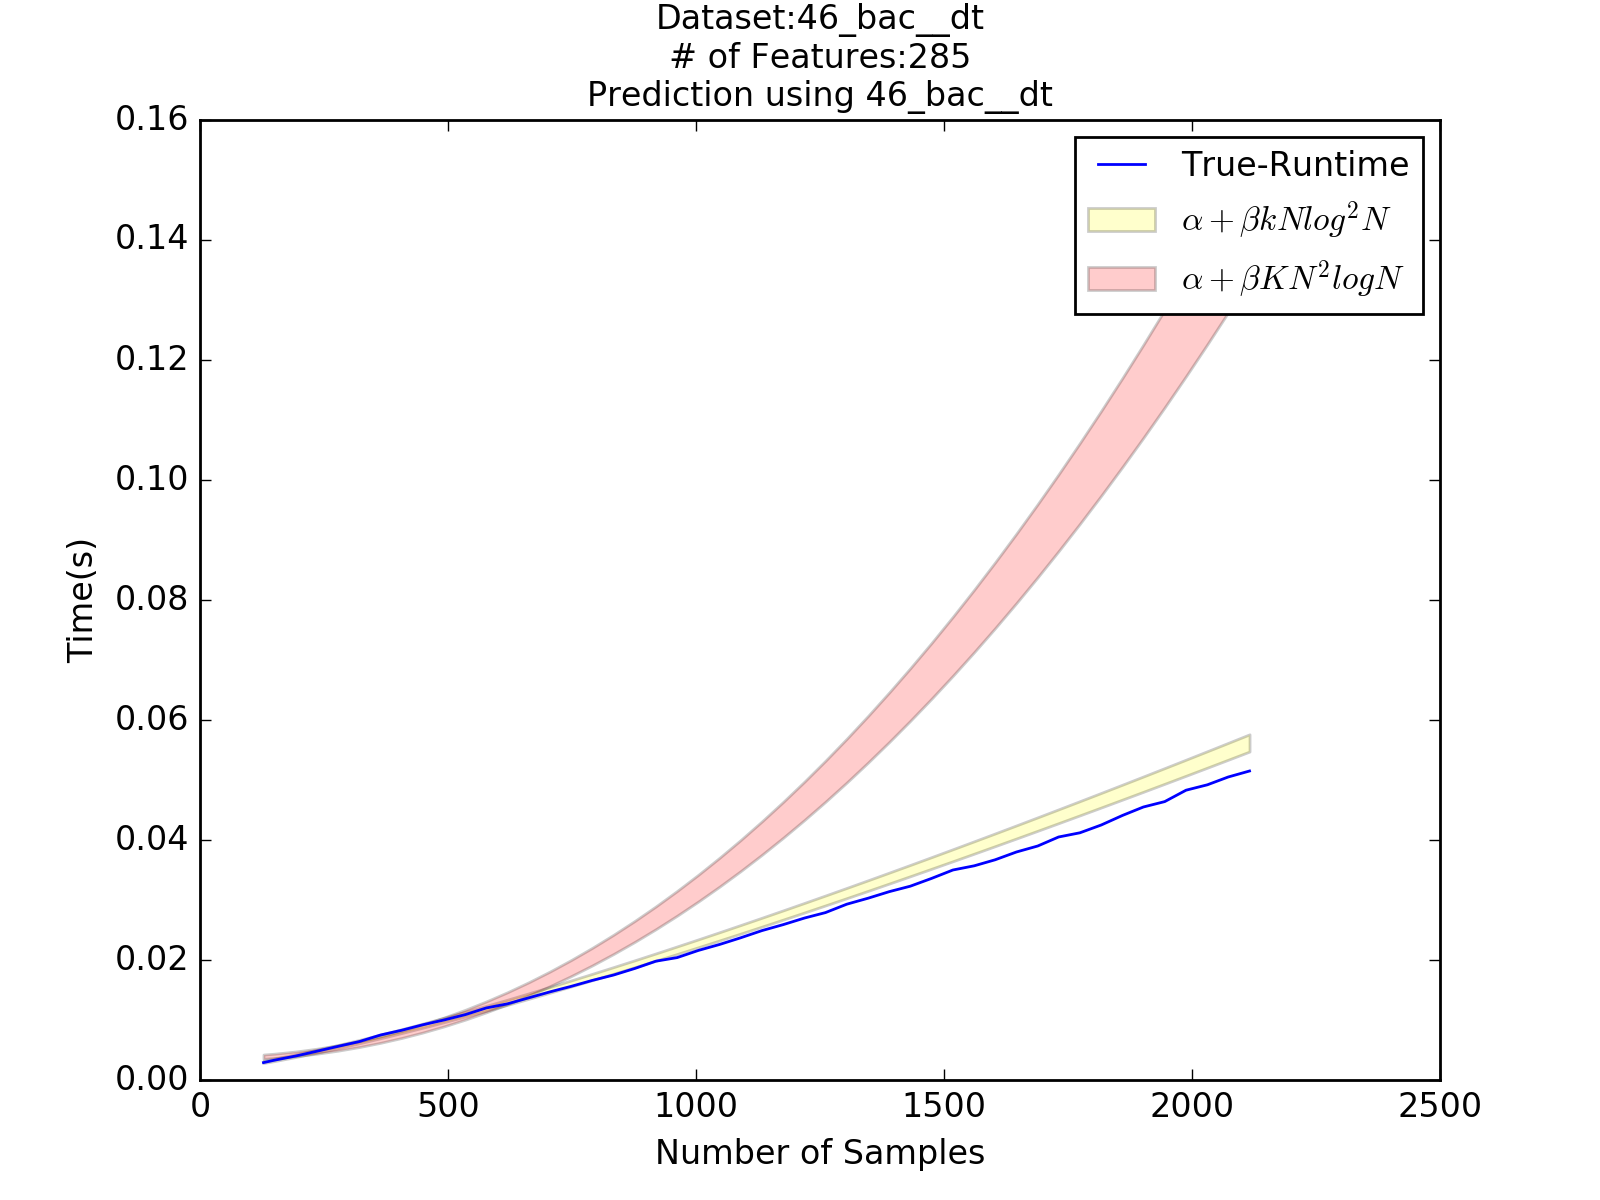 Dataset:46_bac__dt
# of Features:285
Prediction using 46_bac__dt
0.16
0.14
0.12
0.10
0.08
0.06
0.04
0.02
0.00
Time(s)
True-Runtime
α + βkNlog²N
α + βKN²logN
0 500 1000 1500 2000 2500
Number of Samples